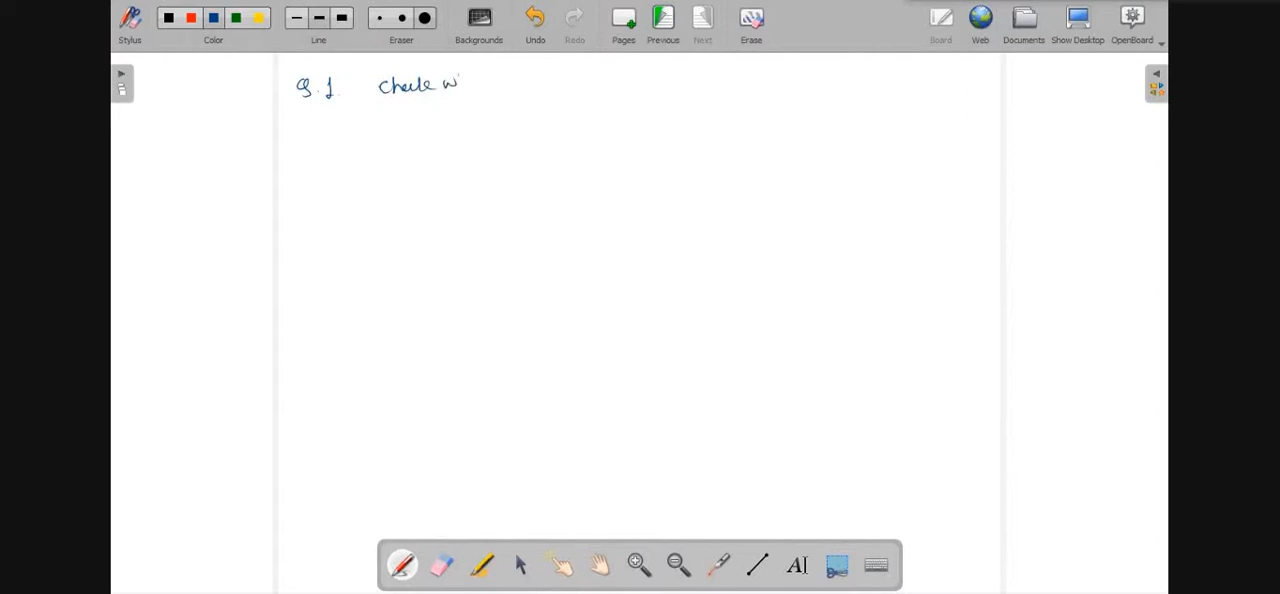 Stylus Color Line Eraser Backgrounds Undo Redo Pages Previous Next Erase Board Web Documents Show Desktop OpenBoard
Q.1. Check w
AI